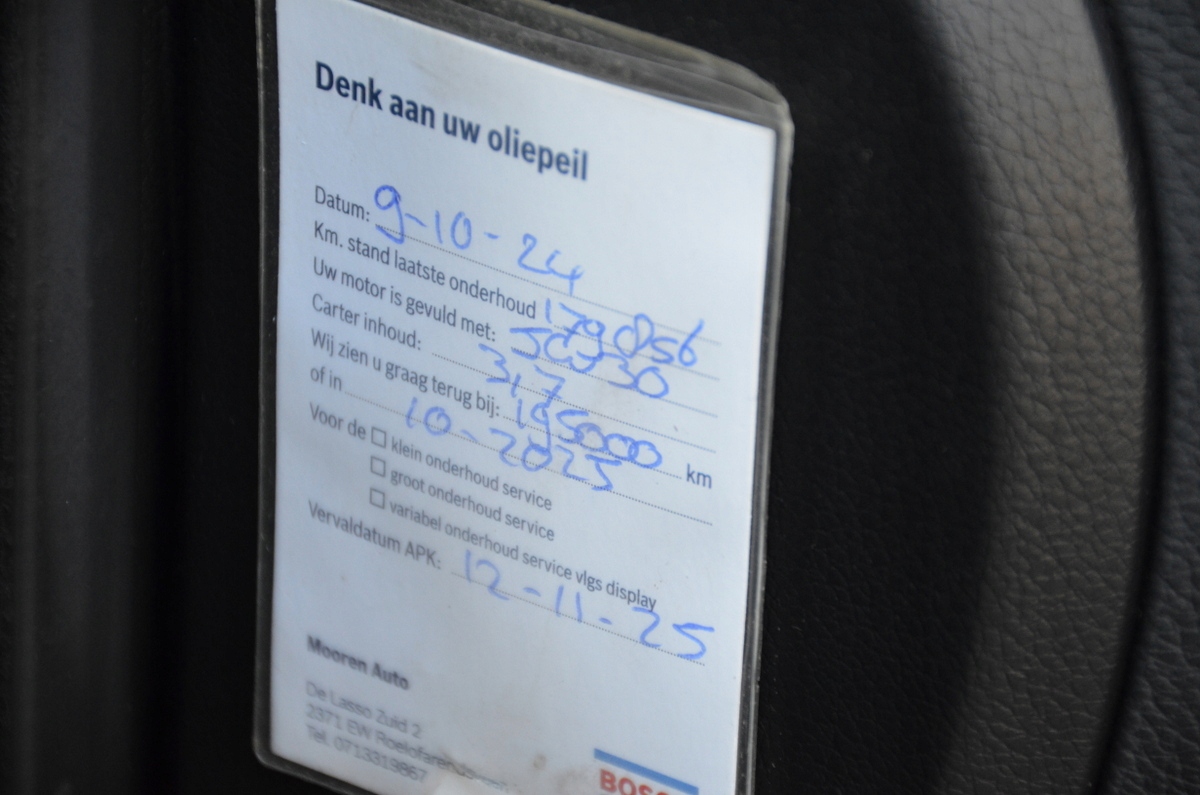 Denk aan uw oliepeil
Datum: 9-10-24
Km. stand laatste onderhoud 179856
Uw motor is gevuld met: 5W30
Carter inhoud: 3,7
Wij zien u graag terug bij: 195000 km
of in 10-2025
Voor de ☐ klein onderhoud service
☐ groot onderhoud service
☐ variabel onderhoud service vlgs display
Vervaldatum APK: 12-11-25
Mooren Auto
De Lasso Zuid 2
2371 EW
Tel. 0713319867